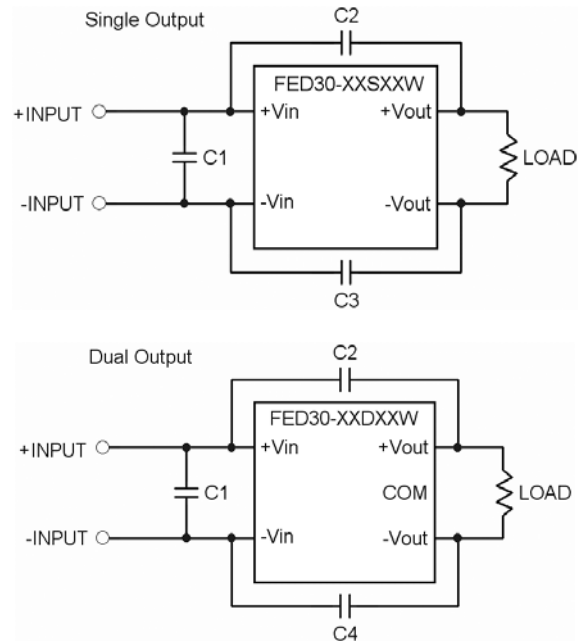 Single Output
C2
FED30-XXSXXW
+INPUT
+Vin
+Vout
C1
LOAD
-INPUT
-Vin
-Vout
C3
Dual Output
C2
FED30-XXDXXW
+INPUT
+Vin
+Vout
C1
COM
LOAD
-INPUT
-Vin
-Vout
C4